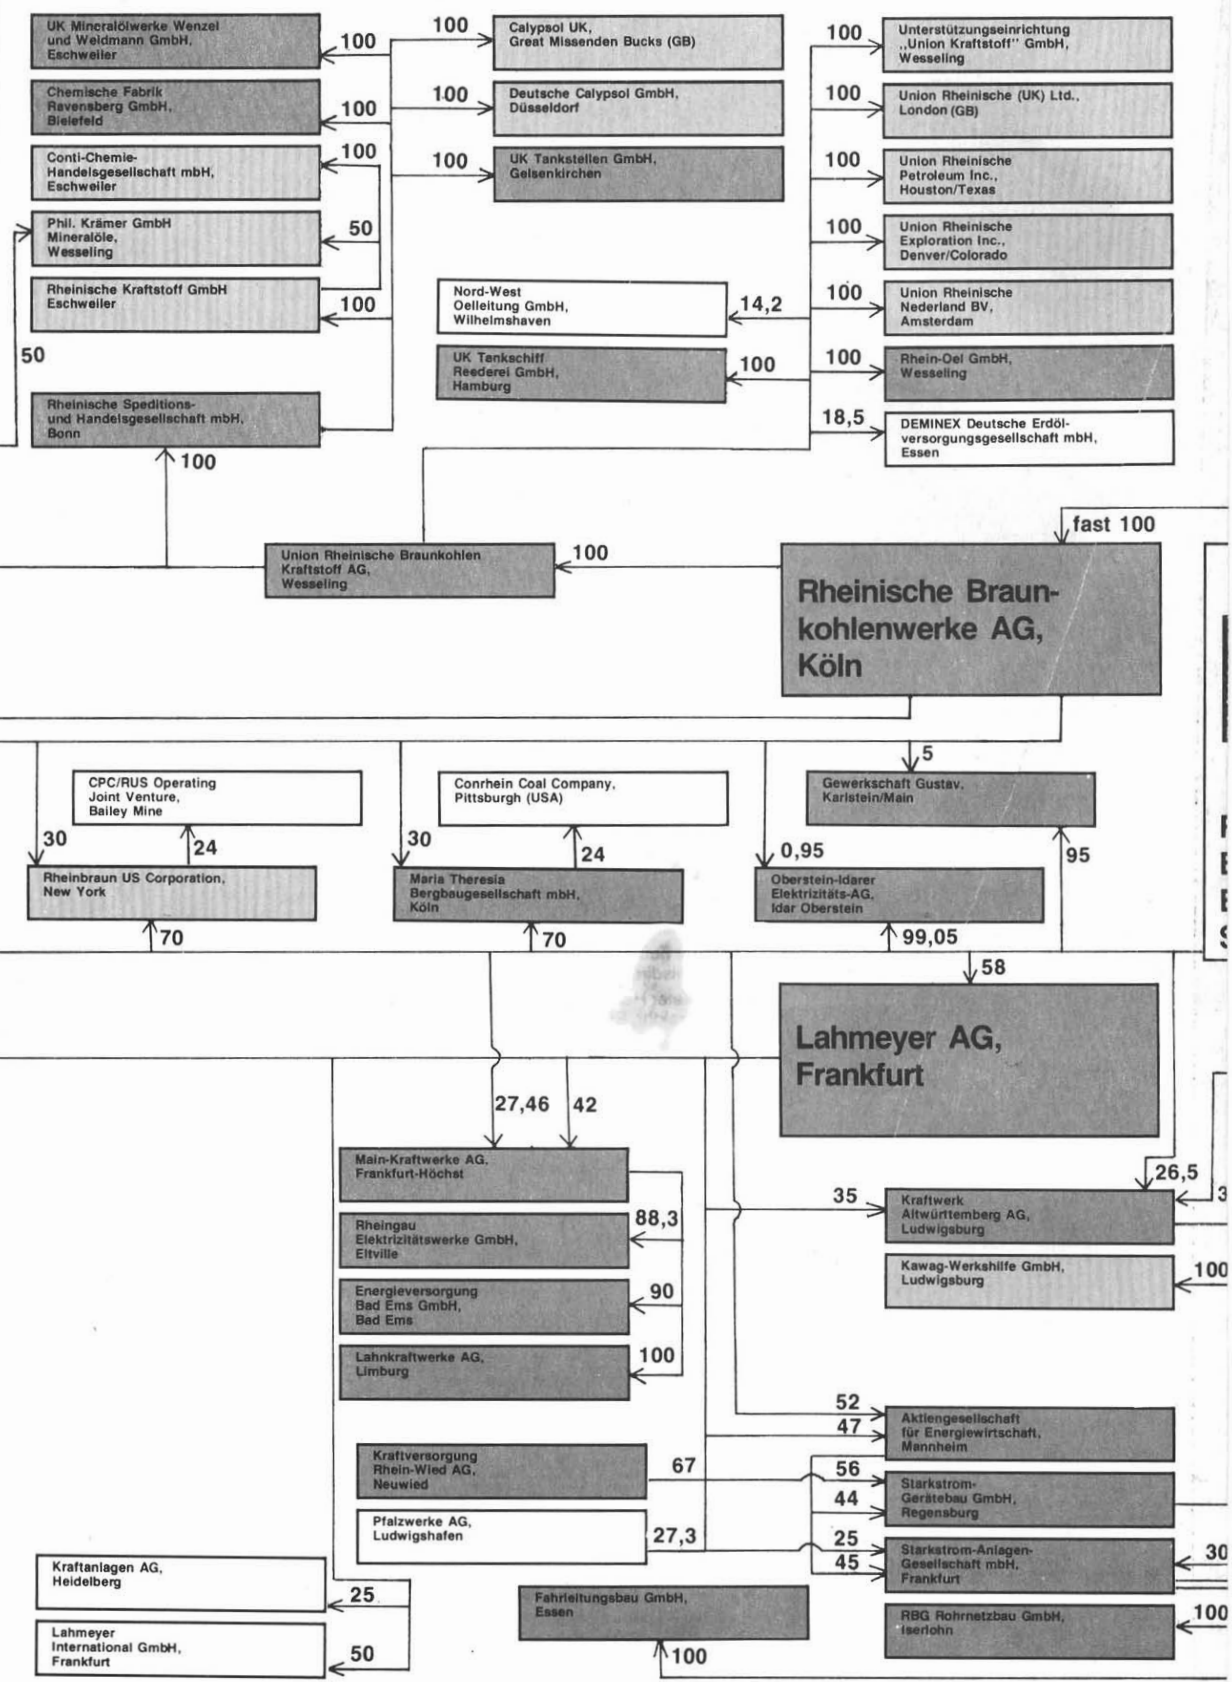 UK Mineralölwerke Wenzel
und Weidmann GmbH,
Eschweiler
100
Chemische Fabrik
Ravensberg GmbH,
Bielefeld
100
Conti-Chemie-
Handelsgesellschaft mbH,
Eschweiler
100
Phil. Krämer GmbH
Mineralöle,
Wesseling
50
Rheinische Kraftstoff GmbH
Eschweiler
100
50
Rheinische Speditions-
und Handelsgesellschaft mbH,
Bonn
100
100
Calypsol UK,
Great Missenden Bucks (GB)
100
Deutsche Calypsol GmbH,
Düsseldorf
100
UK Tankstellen GmbH,
Gelsenkirchen
Nord-West
Oelleitung GmbH,
Wilhelmshaven
14,2
UK Tankschiff
Reederei GmbH,
Hamburg
100
100
Unterstützungseinrichtung
„Union Kraftstoff" GmbH,
Wesseling
100
Union Rheinische (UK) Ltd.,
London (GB)
100
Union Rheinische
Petroleum Inc.,
Houston/Texas
100
Union Rheinische
Exploration Inc.,
Denver/Colorado
100
Union Rheinische
Nederland BV,
Amsterdam
100
Rhein-Oel GmbH,
Wesseling
18,5
DEMINEX Deutsche Erdöl-
versorgungsgesellschaft mbH,
Essen
fast 100
Union Rheinische Braunkohlen
Kraftstoff AG,
Wesseling
100
Rheinische Braun-
kohlenwerke AG,
Köln
CPC/RUS Operating
Joint Venture,
Bailey Mine
30
24
Rheinbraun US Corporation,
New York
70
Conrhein Coal Company,
Pittsburgh (USA)
30
24
Maria Theresia
Bergbaugesellschaft mbH,
Köln
70
5
Gewerkschaft Gustav,
Karlstein/Main
0,95
95
Oberstein-Idarer
Elektrizitäts-AG,
Idar Oberstein
99,05
58
Lahmeyer AG,
Frankfurt
27,46
42
Main-Kraftwerke AG,
Frankfurt-Höchst
Rheingau
Elektrizitätswerke GmbH,
Eltville
88,3
Energieversorgung
Bad Ems GmbH,
Bad Ems
90
Lahnkraftwerke AG,
Limburg
100
26,5
35
Kraftwerk
Altwürttemberg AG,
Ludwigsburg
3
Kawag-Werkshilfe GmbH,
Ludwigsburg
100
52
47
Aktiengesellschaft
für Energiewirtschaft,
Mannheim
Kraftversorgung
Rhein-Wied AG,
Neuwied
67
56
44
Starkstrom-
Gerätebau GmbH,
Regensburg
Pfalzwerke AG,
Ludwigshafen
27,3
25
45
Starkstrom-Anlagen-
Gesellschaft mbH,
Frankfurt
30
Kraftanlagen AG,
Heidelberg
25
Lahmeyer
International GmbH,
Frankfurt
50
Fahrleitungsbau GmbH,
Essen
100
RBG Rohrnetzbau GmbH,
Iserlohn
100